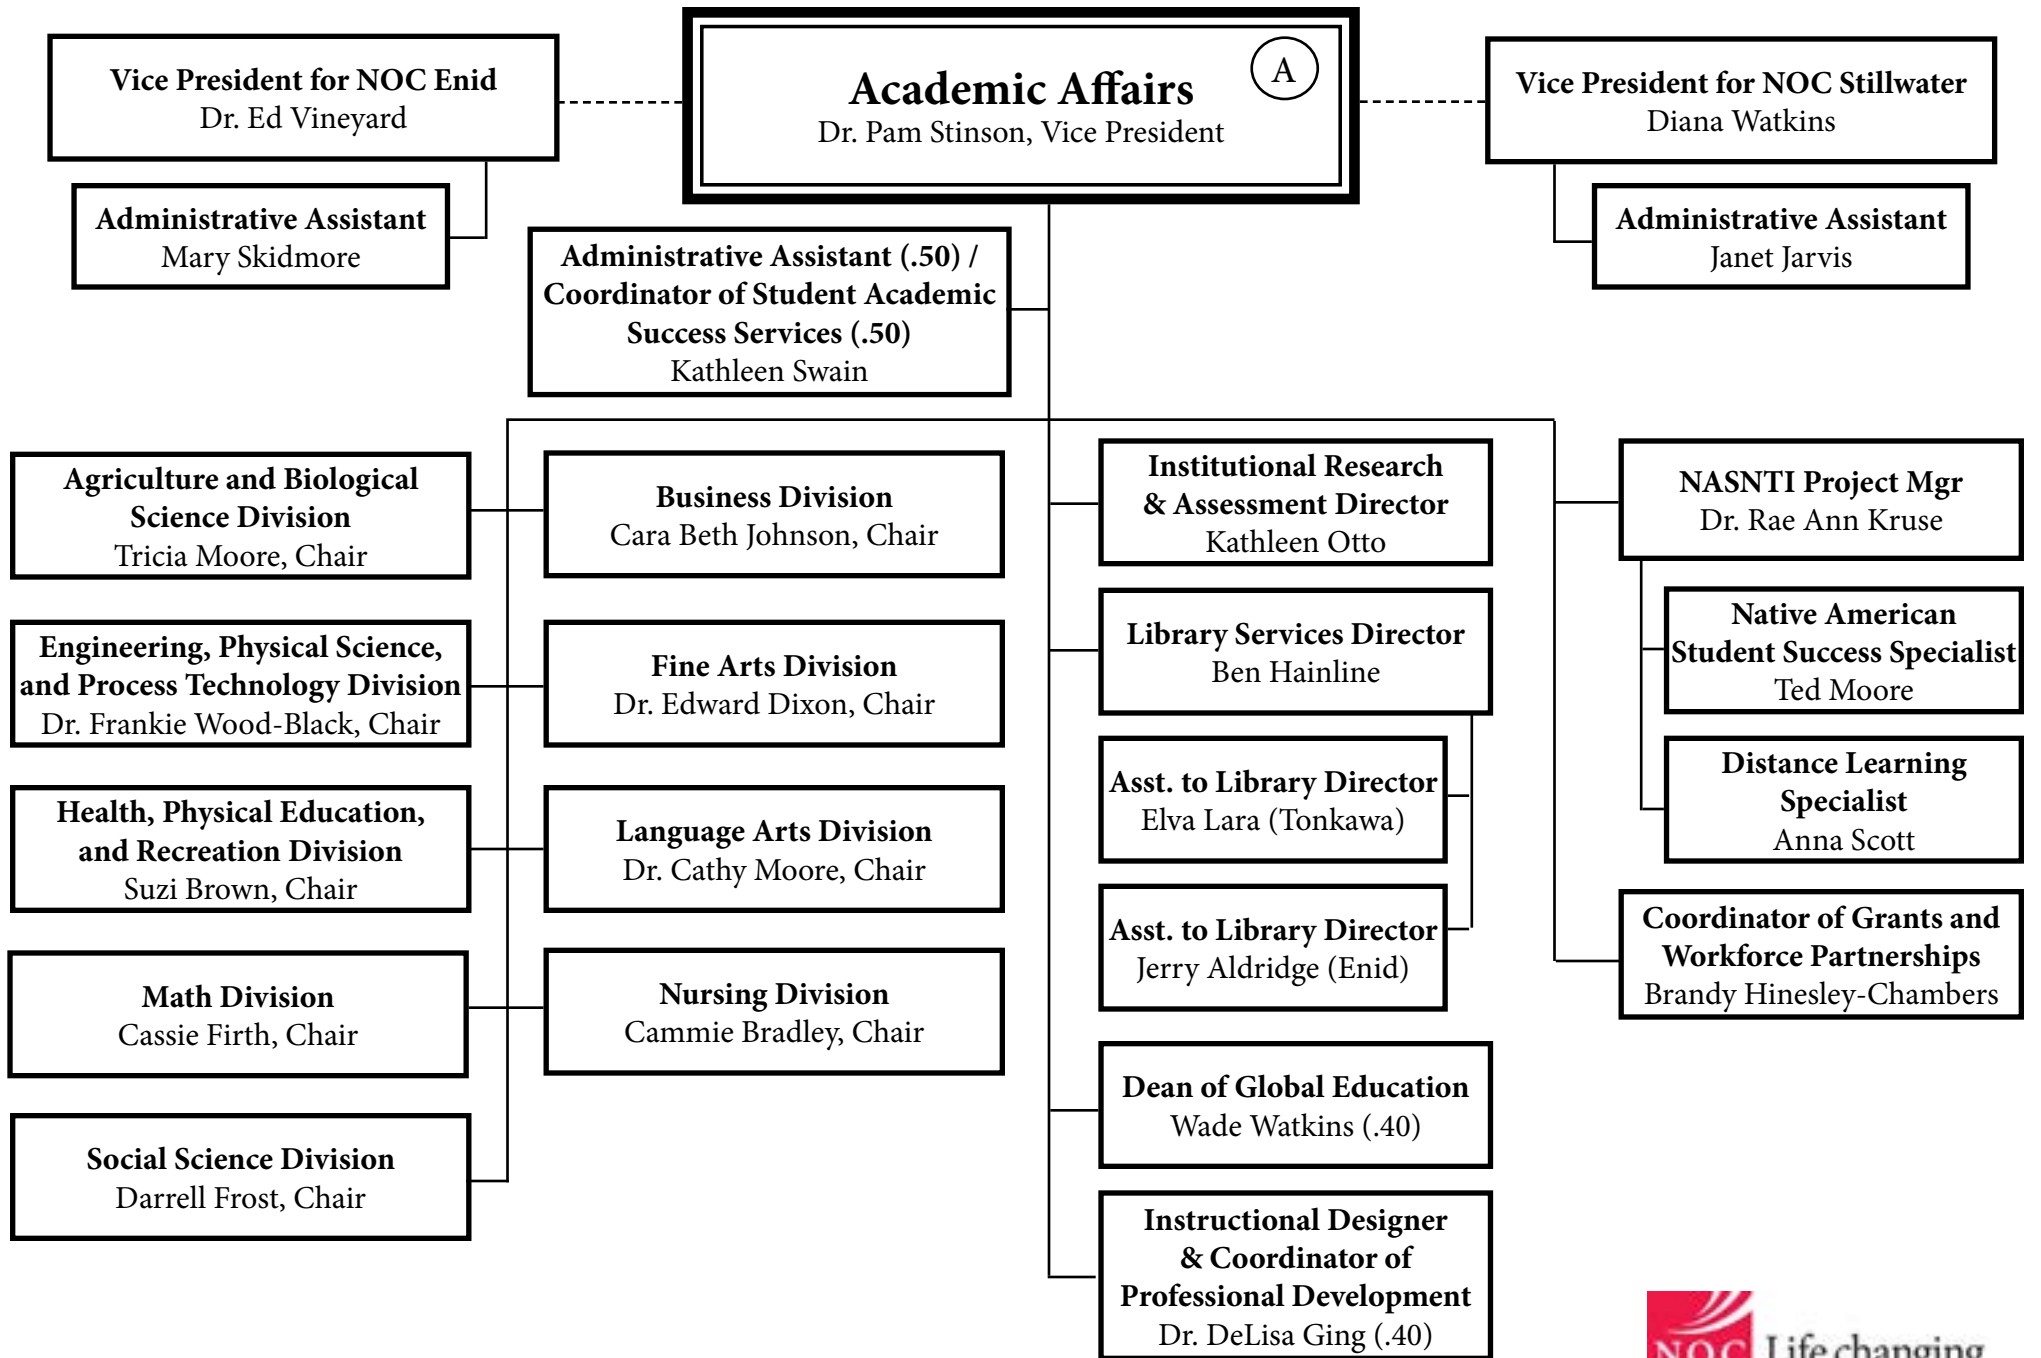 Vice President for NOC Enid
Dr. Ed Vineyard
Administrative Assistant
Mary Skidmore
Academic Affairs
Dr. Pam Stinson, Vice President
A
Vice President for NOC Stillwater
Diana Watkins
Administrative Assistant
Janet Jarvis
Administrative Assistant (.50) /
Coordinator of Student Academic
Success Services (.50)
Kathleen Swain
Agriculture and Biological
Science Division
Tricia Moore, Chair
Business Division
Cara Beth Johnson, Chair
Engineering, Physical Science,
and Process Technology Division
Dr. Frankie Wood-Black, Chair
Fine Arts Division
Dr. Edward Dixon, Chair
Health, Physical Education,
and Recreation Division
Suzi Brown, Chair
Language Arts Division
Dr. Cathy Moore, Chair
Math Division
Cassie Firth, Chair
Nursing Division
Cammie Bradley, Chair
Social Science Division
Darrell Frost, Chair
Institutional Research
& Assessment Director
Kathleen Otto
Library Services Director
Ben Hainline
Asst. to Library Director
Elva Lara (Tonkawa)
Asst. to Library Director
Jerry Aldridge (Enid)
Dean of Global Education
Wade Watkins (.40)
Instructional Designer
& Coordinator of
Professional Development
Dr. DeLisa Ging (.40)
NASNTI Project Mgr
Dr. Rae Ann Kruse
Native American
Student Success Specialist
Ted Moore
Distance Learning
Specialist
Anna Scott
Coordinator of Grants and
Workforce Partnerships
Brandy Hinesley-Chambers
NOC
Life changing